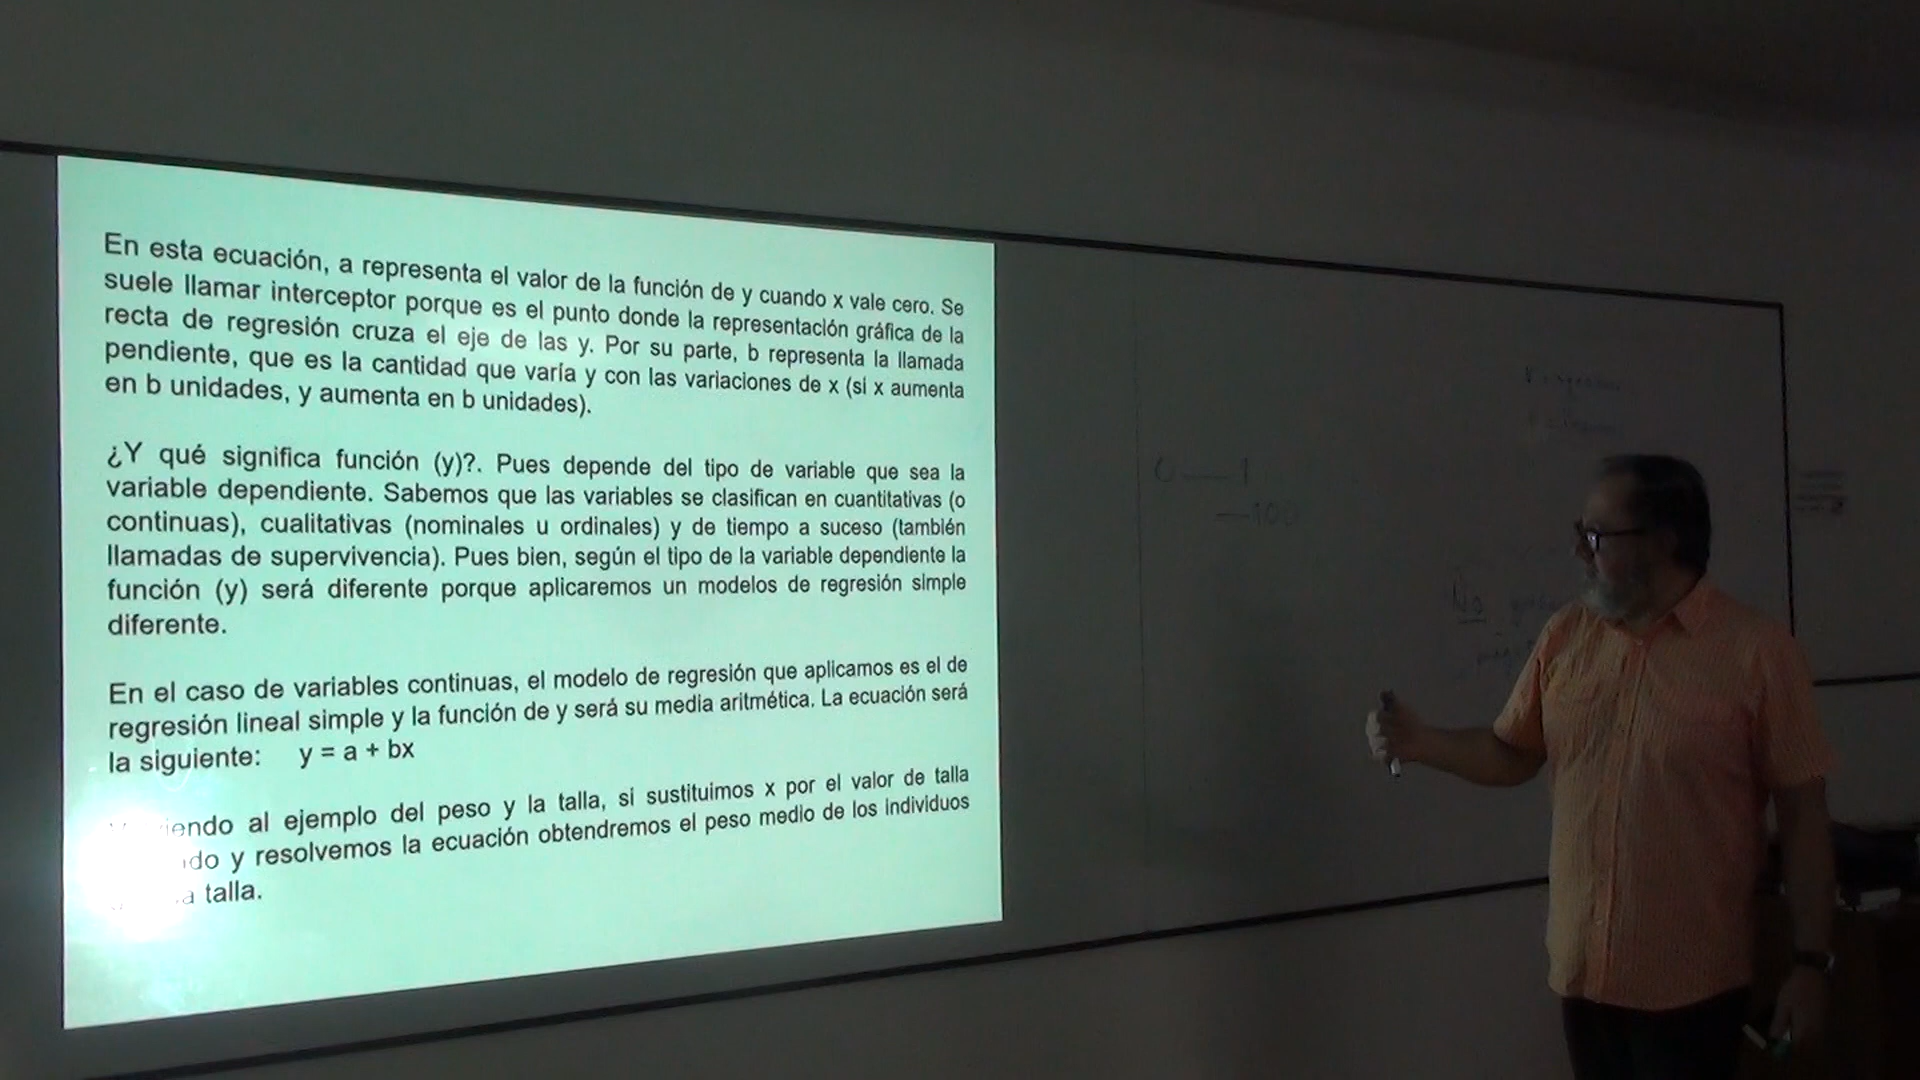 En esta ecuación, a representa el valor de la función de y cuando x vale cero. Se
suele llamar interceptor porque es el punto donde la representación gráfica de la
recta de regresión cruza el eje de las y. Por su parte, b representa la llamada
pendiente, que es la cantidad que varía y con las variaciones de x (si x aumenta
en b unidades, y aumenta en b unidades).
¿Y qué significa función (y)?. Pues depende del tipo de variable que sea la
variable dependiente. Sabemos que las variables se clasifican en cuantitativas (o
continuas), cualitativas (nominales u ordinales) y de tiempo a suceso (también
llamadas de supervivencia). Pues bien, según el tipo de la variable dependiente la
función (y) será diferente porque aplicaremos un modelos de regresión simple
diferente.
En el caso de variables continuas, el modelo de regresión que aplicamos es el de
regresión lineal simple y la función de y será su media aritmética. La ecuación será
la siguiente: y = a + bx
al ejemplo del peso y la talla, si sustituimos x por el valor de talla
y resolvemos la ecuación obtendremos el peso medio de los individuos
talla.
0 — 1
— 100
No